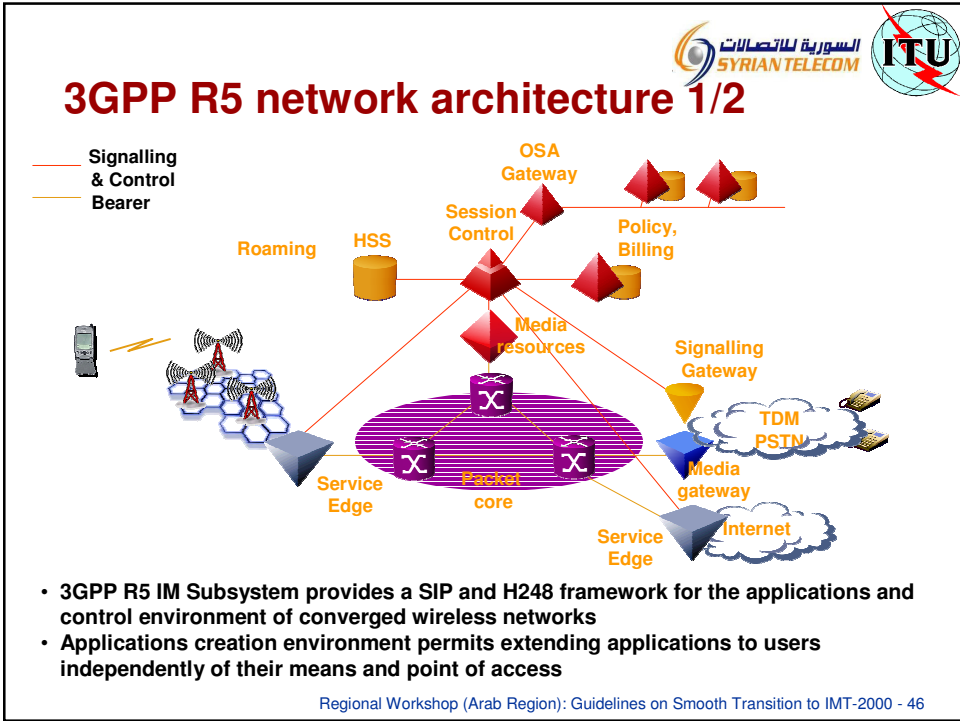 السورية للاتصالات
SYRIAN TELECOM
ITU
3GPP R5 network architecture 1/2
Signalling
& Control
Bearer
OSA
Gateway
Session
Control
Policy,
Billing
Roaming
HSS
Media
resources
Signalling
Gateway
TDM
PSTN
Media
gateway
Service
Edge
Packet
core
Internet
Service
Edge
• 3GPP R5 IM Subsystem provides a SIP and H248 framework for the applications and
control environment of converged wireless networks
• Applications creation environment permits extending applications to users
independently of their means and point of access
Regional Workshop (Arab Region): Guidelines on Smooth Transition to IMT-2000 - 46